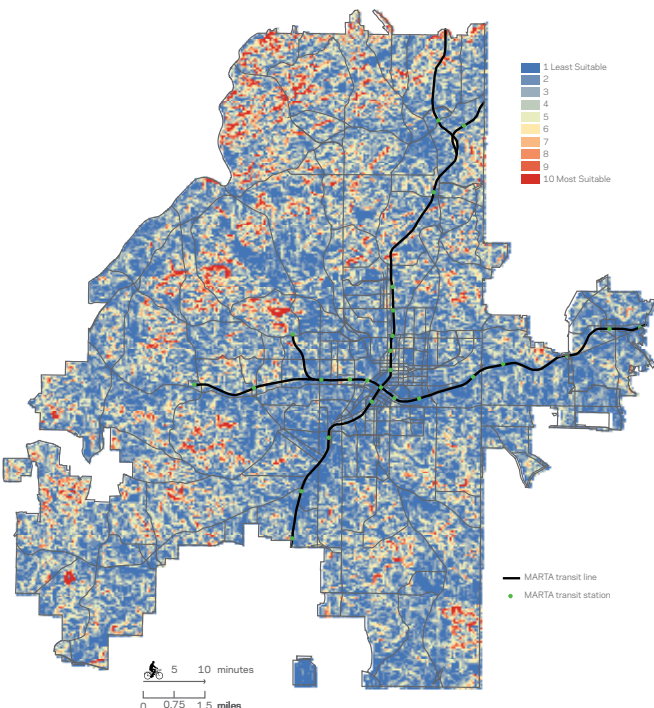 1 Least Suitable
2
3
4
5
6
7
8
9
10 Most Suitable
MARTA transit line
MARTA transit station
5 10 minutes
0 0.75 1.5 miles